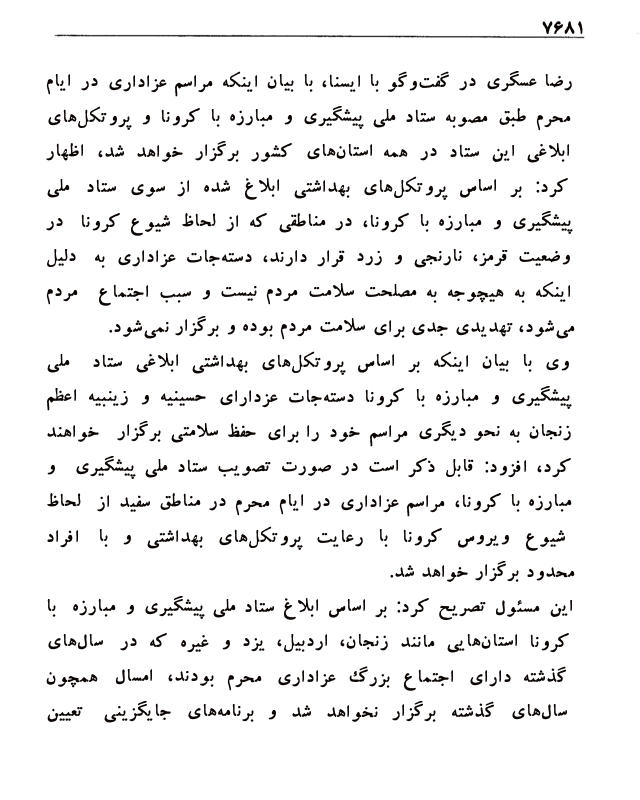 ۷۶۸۱
رضا عسگری در گفت‌وگو با ایسنا، با بیان اینکه مراسم عزاداری در ایام
محرم طبق مصوبه ستاد ملی پیشگیری و مبارزه با کرونا و پروتکل‌های
ابلاغی این ستاد در همه استان‌های کشور برگزار خواهد شد، اظهار
کرد: بر اساس پروتکل‌های بهداشتی ابلاغ شده از سوی ستاد ملی
پیشگیری و مبارزه با کرونا، در مناطقی که از لحاظ شیوع کرونا در
وضعیت قرمز، نارنجی و زرد قرار دارند، دسته‌جات عزاداری به دلیل
اینکه به هیچوجه به مصلحت سلامت مردم نیست و سبب اجتماع مردم
می‌شود، تهدیدی جدی برای سلامت مردم بوده و برگزار نمی‌شود.
وی با بیان اینکه بر اساس پروتکل‌های بهداشتی ابلاغی ستاد ملی
پیشگیری و مبارزه با کرونا دسته‌جات عزدارای حسینیه و زینبیه اعظم
زنجان به نحو دیگری مراسم خود را برای حفظ سلامتی برگزار خواهند
کرد، افزود: قابل ذکر است در صورت تصویب ستاد ملی پیشگیری و
مبارزه با کرونا، مراسم عزاداری در ایام محرم در مناطق سفید از لحاظ
شیوع ویروس کرونا با رعایت پروتکل‌های بهداشتی و با افراد
محدود برگزار خواهد شد.
این مسئول تصریح کرد: بر اساس ابلاغ ستاد ملی پیشگیری و مبارزه با
کرونا استان‌هایی مانند زنجان، اردبیل، یزد و غیره که در سال‌های
گذشته دارای اجتماع بزرگ عزاداری محرم بودند، امسال همچون
سال‌های گذشته برگزار نخواهد شد و برنامه‌های جایگزینی تعیین